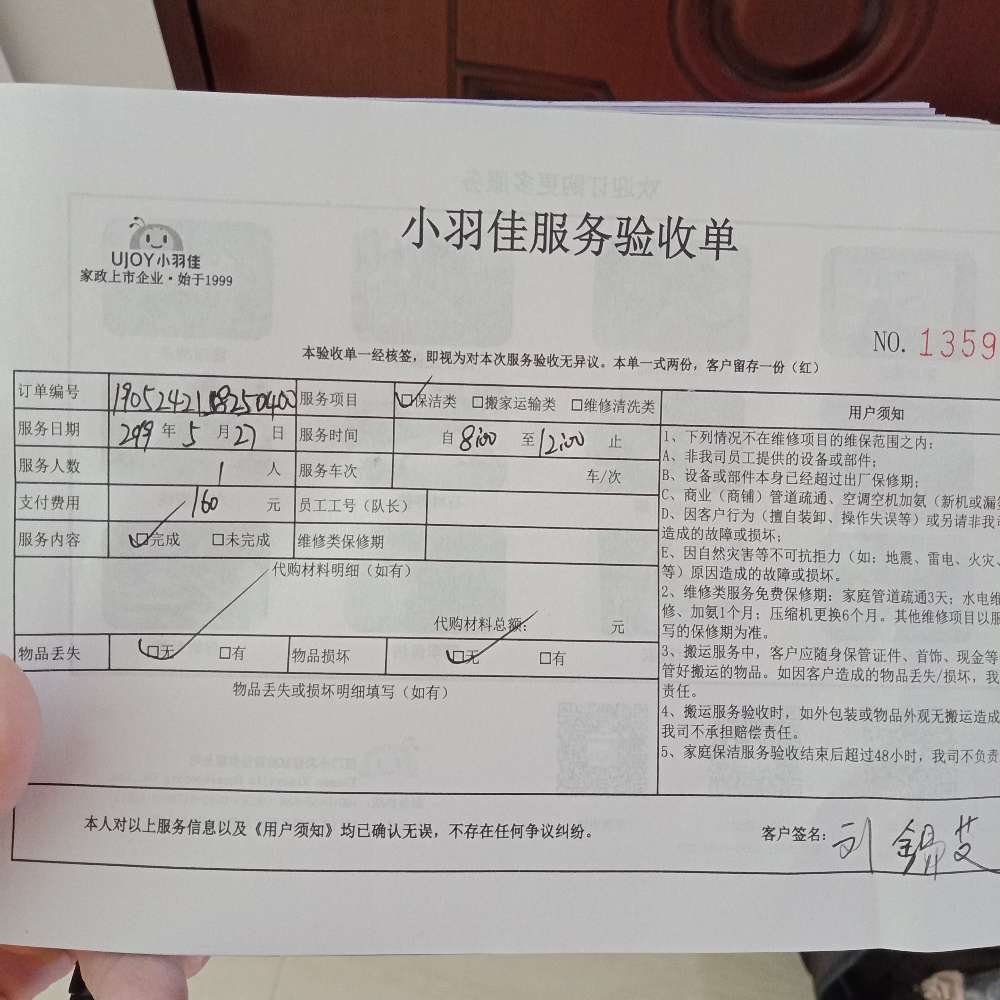 小羽佳服务验收单
UJOY小羽佳
家政上市企业·始于1999
NO. 1359
本验收单一经核签，即视为对本次服务验收无异议。本单一式两份，客户留存一份（红）
订单编号 服务项目 ☑保洁类 □搬家运输类 □维修清洗类
服务日期 年 5 月 27 日 服务时间 自 8:00 至 12:00 止
服务人数 1 人 服务车次 车/次
支付费用 160 元 员工工号（队长）
服务内容 ☑完成 □未完成 维修类保修期
代购材料明细（如有）
代购材料总额： 元
物品丢失 ☑无 □有 物品损坏 ☑无 □有
物品丢失或损坏明细填写（如有）
用户须知
1、下列情况不在维修项目的维保范围之内：
A、非我司员工提供的设备或部件；
B、设备或部件本身已经超过出厂保修期；
C、商业（商铺）管道疏通、空调空机加氨（新机或漏
D、因客户行为（擅自装卸、操作失误等）或另请非我司
造成的故障或损坏；
E、因自然灾害等不可抗拒力（如：地震、雷电、火灾、
等）原因造成的故障或损坏。
2、维修类服务免费保修期：家庭管道疏通3天；水电维
修、加氨1个月；压缩机更换6个月。其他维修项目以服
写的保修期为准。
3、搬运服务中，客户应随身保管证件、首饰、现金等
管好搬运的物品。如因客户造成的物品丢失/损坏，我
责任。
4、搬运服务验收时，如外包装或物品外观无搬运造成
我司不承担赔偿责任。
5、家庭保洁服务验收结束后超过48小时，我司不负责
本人对以上服务信息以及《用户须知》均已确认无误，不存在任何争议纠纷。
客户签名：刘